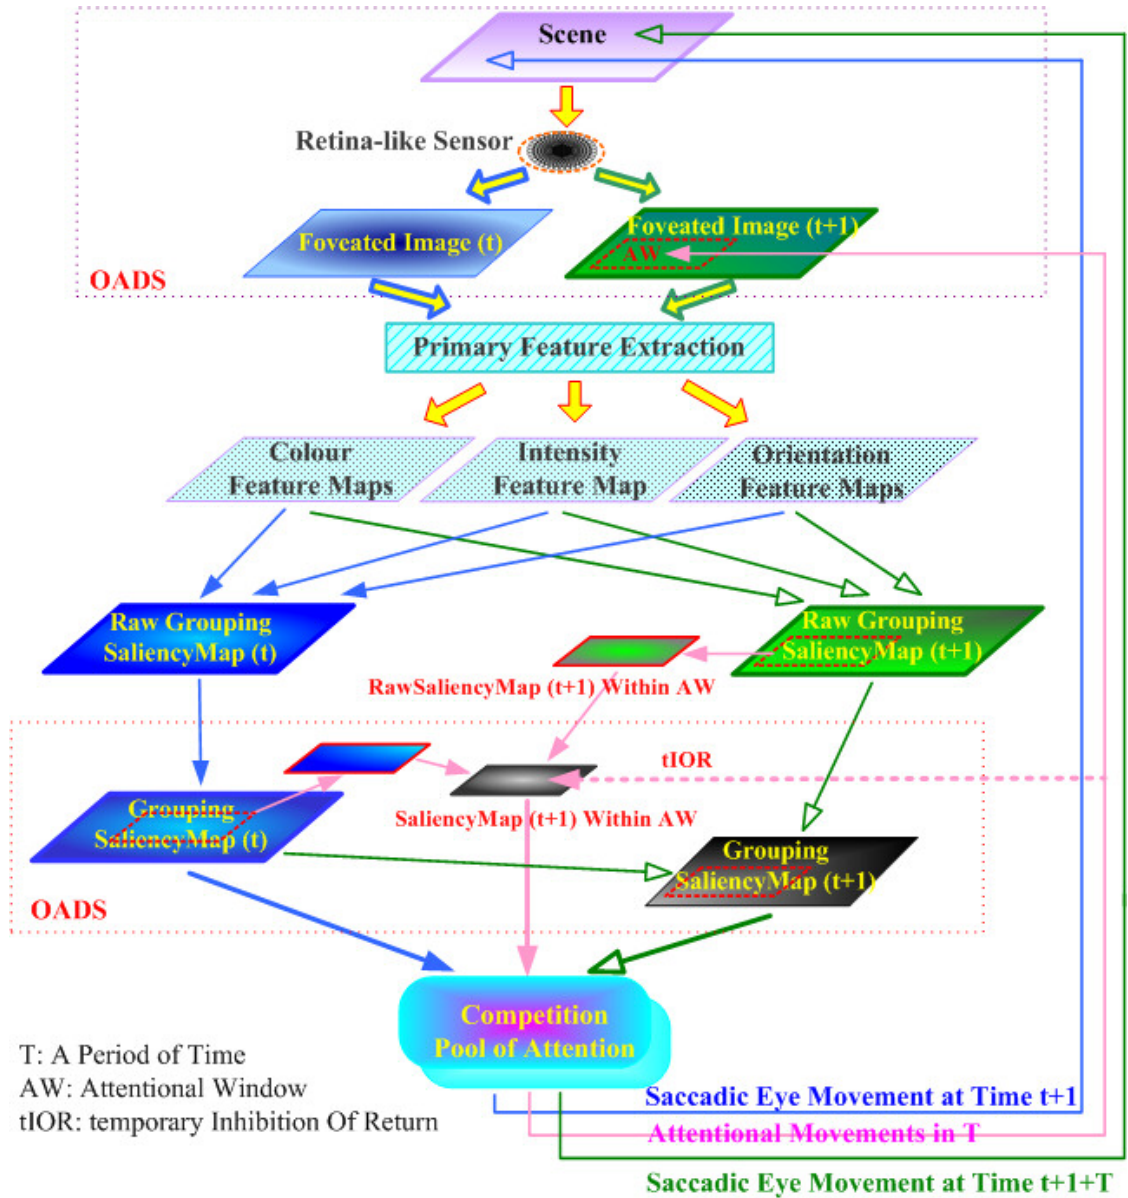 Scene
Retina-like Sensor
Foveated Image (t)
Foveated Image (t+1)
AW
OADS
Primary Feature Extraction
Colour
Feature Maps
Intensity
Feature Map
Orientation
Feature Maps
Raw Grouping
SaliencyMap (t)
Raw Grouping
SaliencyMap (t+1)
RawSaliencyMap (t+1) Within AW
tIOR
Grouping
SaliencyMap (t)
SaliencyMap (t+1) Within AW
Grouping
SaliencyMap (t+1)
OADS
Competition
Pool of Attention
T: A Period of Time
AW: Attentional Window
tIOR: temporary Inhibition Of Return
Saccadic Eye Movement at Time t+1
Attentional Movements in T
Saccadic Eye Movement at Time t+1+T